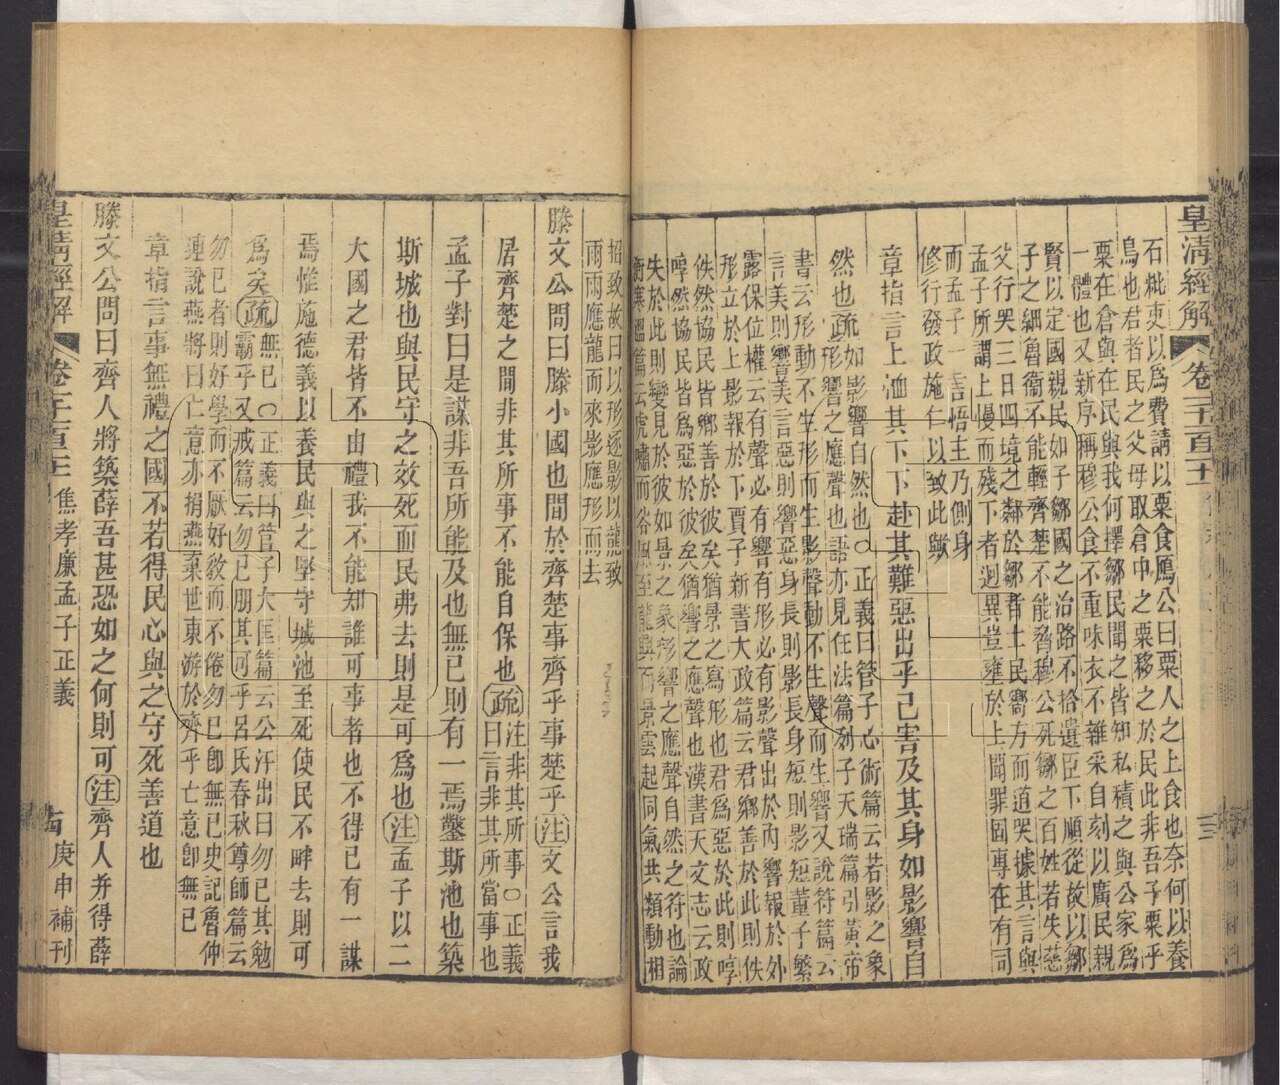 皇清經解 卷
石粃吏以爲費請以粟食鴈公曰粟人之上食也奈何以養
鳥也君者民之父母取倉中之粟移之於民此非吾子粟乎
粟在倉與在民與我何擇鄒民聞之皆知私積之與公家爲
一體也又新序稱穆公食不重味衣不雜采自刻以廣民親
賢以定國親民如子鄒國之治路不拾遺臣下順從故以鄒
子之細魯衞不能輕齊楚不能脅穆公死鄒之百姓若失慈
父行哭三日四境之鄰於鄒者士民嚮方而道哭據其言與
孟子所謂上慢而殘下者迥異豈壅於上聞罪固專在有司
而孟子一言悟主乃側身
修行發政施仁以致此歟
章指言上恤其下下赴其難惡出乎己害及其身如影響自
然也疏如影響自然也〇正義曰管子心術篇云若影之象
形響之應聲也語亦見任法篇列子天瑞篇引黃帝
書云形動不生形而生影聲動不生聲而生響又說符篇云
言美則響美言惡則響惡身長則影長身短則影短董子繁
露保位權云有聲必有響有形必有影聲出於內響報於外
形立於上影報於下賈子新書大政篇云君鄉善於此則佚
佚然協民皆鄉善於彼矣猶景之爲形也君爲惡於此則啍
啍然協民皆爲惡於彼矣猶響之應聲也漢書天文志云政
失於此則變見於彼如景之象形響之應聲自然之符也論
衡寒溫篇云虎嘯而谷風至龍興而景雲起同氣共類動相
招致故曰以形逐影以龍致
雨雨應龍而來影應形而去
滕文公問曰滕小國也間於齊楚事齊乎事楚乎注文公言我
居齊楚之間非其所事不能自保也疏注非其所事〇正義
曰言非其所當事也
孟子對曰是謀非吾所能及也無已則有一焉鑿斯池也築
斯城也與民守之效死而民弗去則是可爲也注孟子以二
大國之君皆不由禮我不能知誰可事者也不得已有一謀
焉惟施德義以養民與之堅守城池至死使民不畔去則可
爲矣疏無已〇正義曰管子大匡篇云公汗出曰勿已其勉
霸乎又戒篇云勿已朋其可乎呂氏春秋尊師篇云
勿已者則好學而不厭好教而不倦勿已卽無已史記魯仲
連說燕將曰亡意亦捐燕棄世東游於齊乎亡意卽無已
章指言事無禮之國不若得民心與之守死善道也
滕文公問曰齊人將築薛吾甚恐如之何則可注齊人并得薛
皇淸經解 卷 焦孝廉孟子正義 庚申補刊